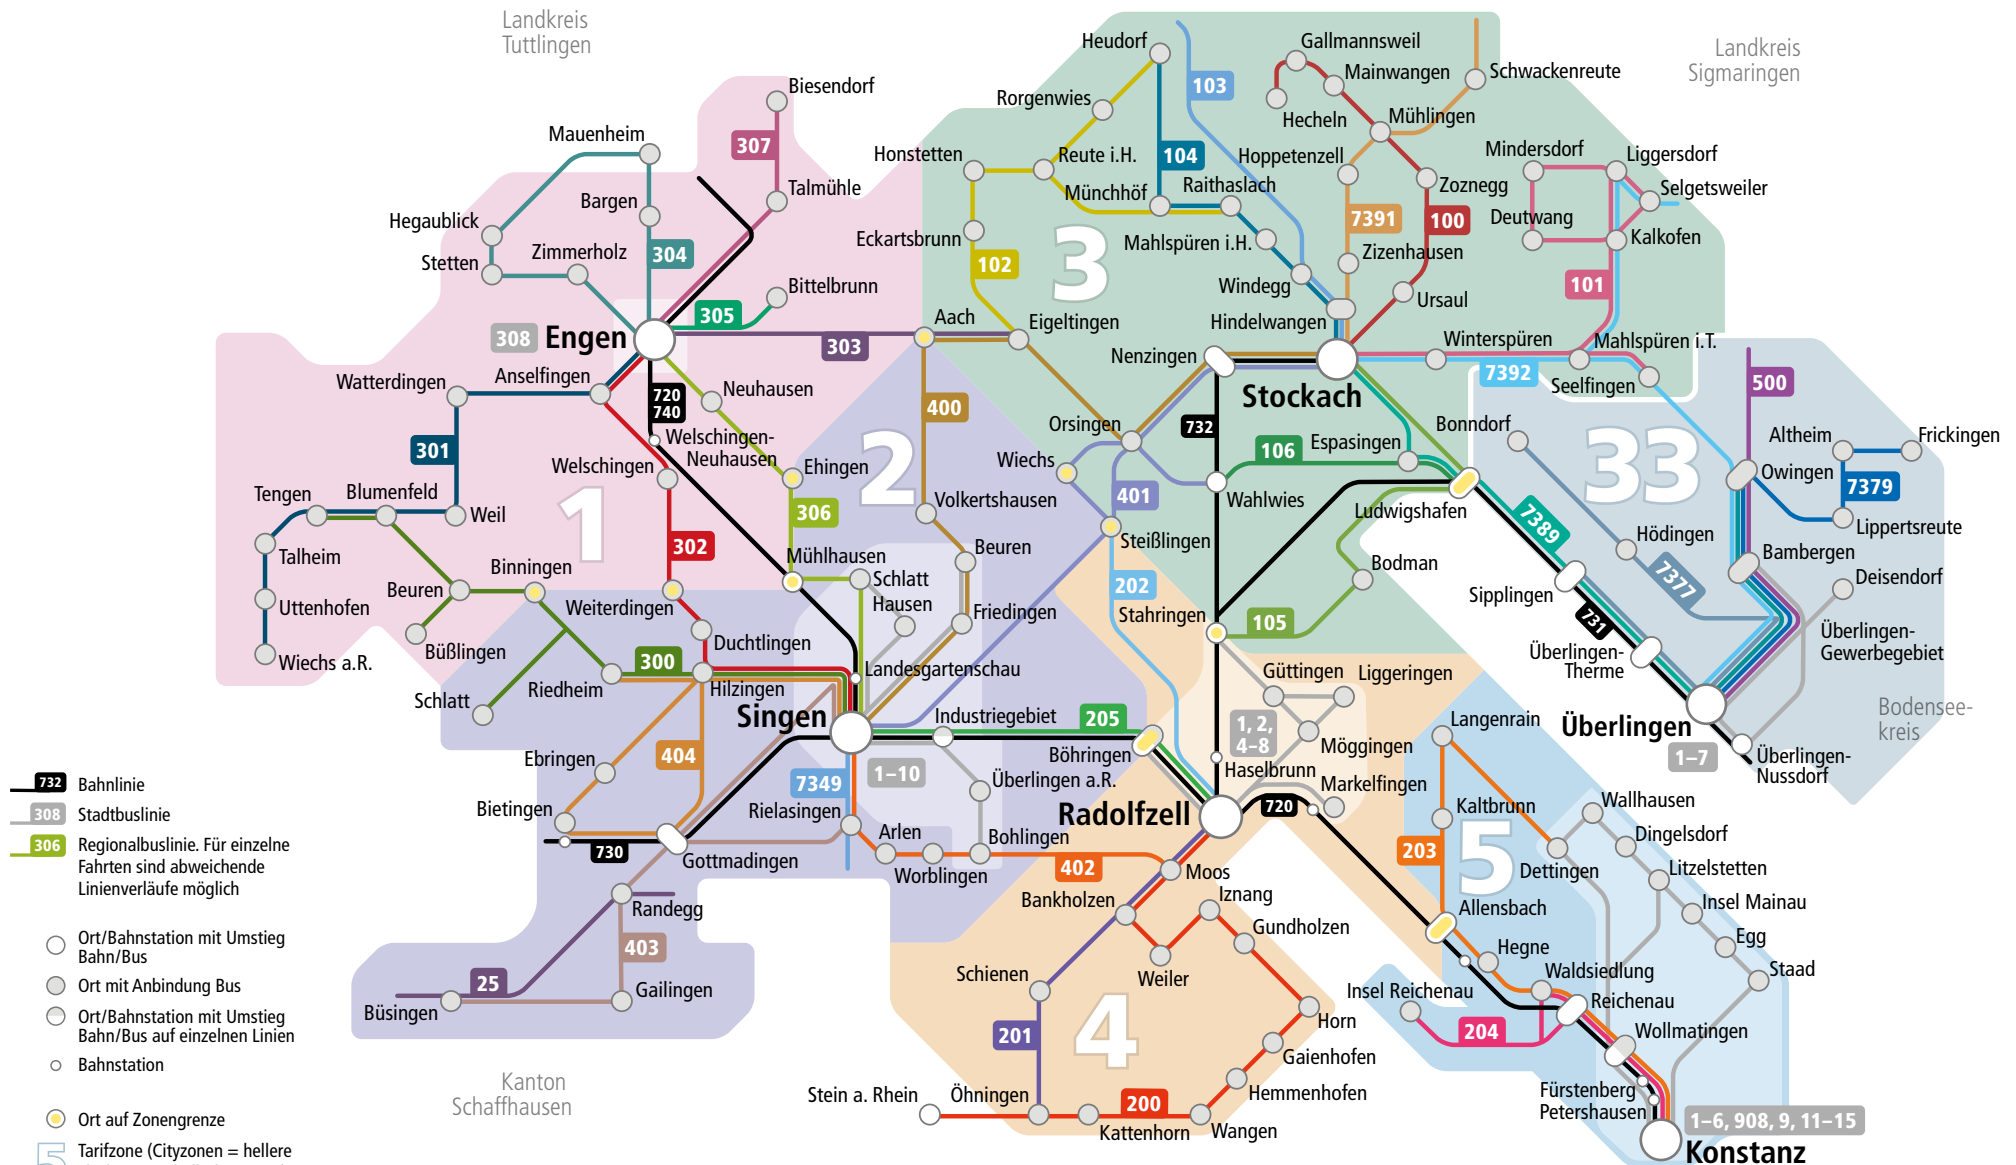 Landkreis
Tuttlingen
Landkreis
Sigmaringen
Biesendorf
307
Mauenheim
Talmühle
Bargen
Hegaublick
Zimmerholz
304
Stetten
Bittelbrunn
305
308
Engen
303
Anselfingen
Watterdingen
720
740
Neuhausen
301
Welschingen-
Neuhausen
Welschingen
Ehingen
Tengen
Blumenfeld
Weil
1
306
302
Talheim
Mühlhausen
Binningen
Beuren
Weiterdingen
Uttenhofen
Büßlingen
Wiechs a.R.
Duchtlingen
300
Schlatt
Riedheim
Hilzingen
Heudorf
103
Gallmannsweil
Mainwangen
Schwackenreute
Rorgenwies
Hecheln
Mühlingen
Honstetten
Reute i.H.
104
Hoppetenzell
Mindersdorf
Liggersdorf
Münchhöf
Raithaslach
Zoznegg
Selgetsweiler
Eckartsbrunn
3
Mahlspüren i.H.
7391
100
Deutwang
Kalkofen
102
Zizenhausen
Windegg
Ursaul
101
Aach
Eigeltingen
Hindelwangen
Nenzingen
Winterspüren
Mahlspüren i.T.
7392
Seelfingen
Stockach
500
400
Orsingen
732
Bonndorf
33
Altheim
Frickingen
2
Wiechs
106
Espasingen
Owingen
7379
401
Wahlwies
Volkertshausen
Ludwigshafen
7389
Lippertsreute
Steißlingen
Hödingen
Beuren
Bambergen
Schlatt
Hausen
Bodman
7377
Deisendorf
202
Sipplingen
Friedingen
Stahringen
105
731
Überlingen-
Gewerbegebiet
Überlingen-
Therme
Landesgartenschau
Güttingen
Liggeringen
Singen
Industriegebiet
205
1, 2,
4–8
Langenrain
Überlingen
Bodensee-
kreis
1–7
Überlingen-
Nussdorf
Böhringen
Möggingen
Ebringen
404
7349
1–10
Überlingen a.R.
Haselbrunn
Markelfingen
Bietingen
Rielasingen
Radolfzell
720
Kaltbrunn
Wallhausen
Dingelsdorf
730
Gottmadingen
Arlen
Bohlingen
203
5
Litzelstetten
Worblingen
402
Moos
Dettingen
Insel Mainau
Randegg
Bankholzen
Iznang
Allensbach
Egg
403
Gundholzen
Hegne
Weiler
Waldsiedlung
Staad
25
Gailingen
Schienen
Insel Reichenau
Reichenau
Büsingen
201
4
Horn
204
Wollmatingen
Gaienhofen
Kanton
Schaffhausen
Hemmenhofen
Stein a. Rhein
Öhningen
200
Fürstenberg
Petershausen
Kattenhorn
Wangen
1–6, 908, 9, 11–15
Konstanz
732 Bahnlinie
308 Stadtbuslinie
306 Regionalbuslinie. Für einzelne
Fahrten sind abweichende
Linienverläufe möglich
Ort/Bahnstation mit Umstieg
Bahn/Bus
Ort mit Anbindung Bus
Ort/Bahnstation mit Umstieg
Bahn/Bus auf einzelnen Linien
Bahnstation
Ort auf Zonengrenze
5 Tarifzone (Cityzonen = hellere